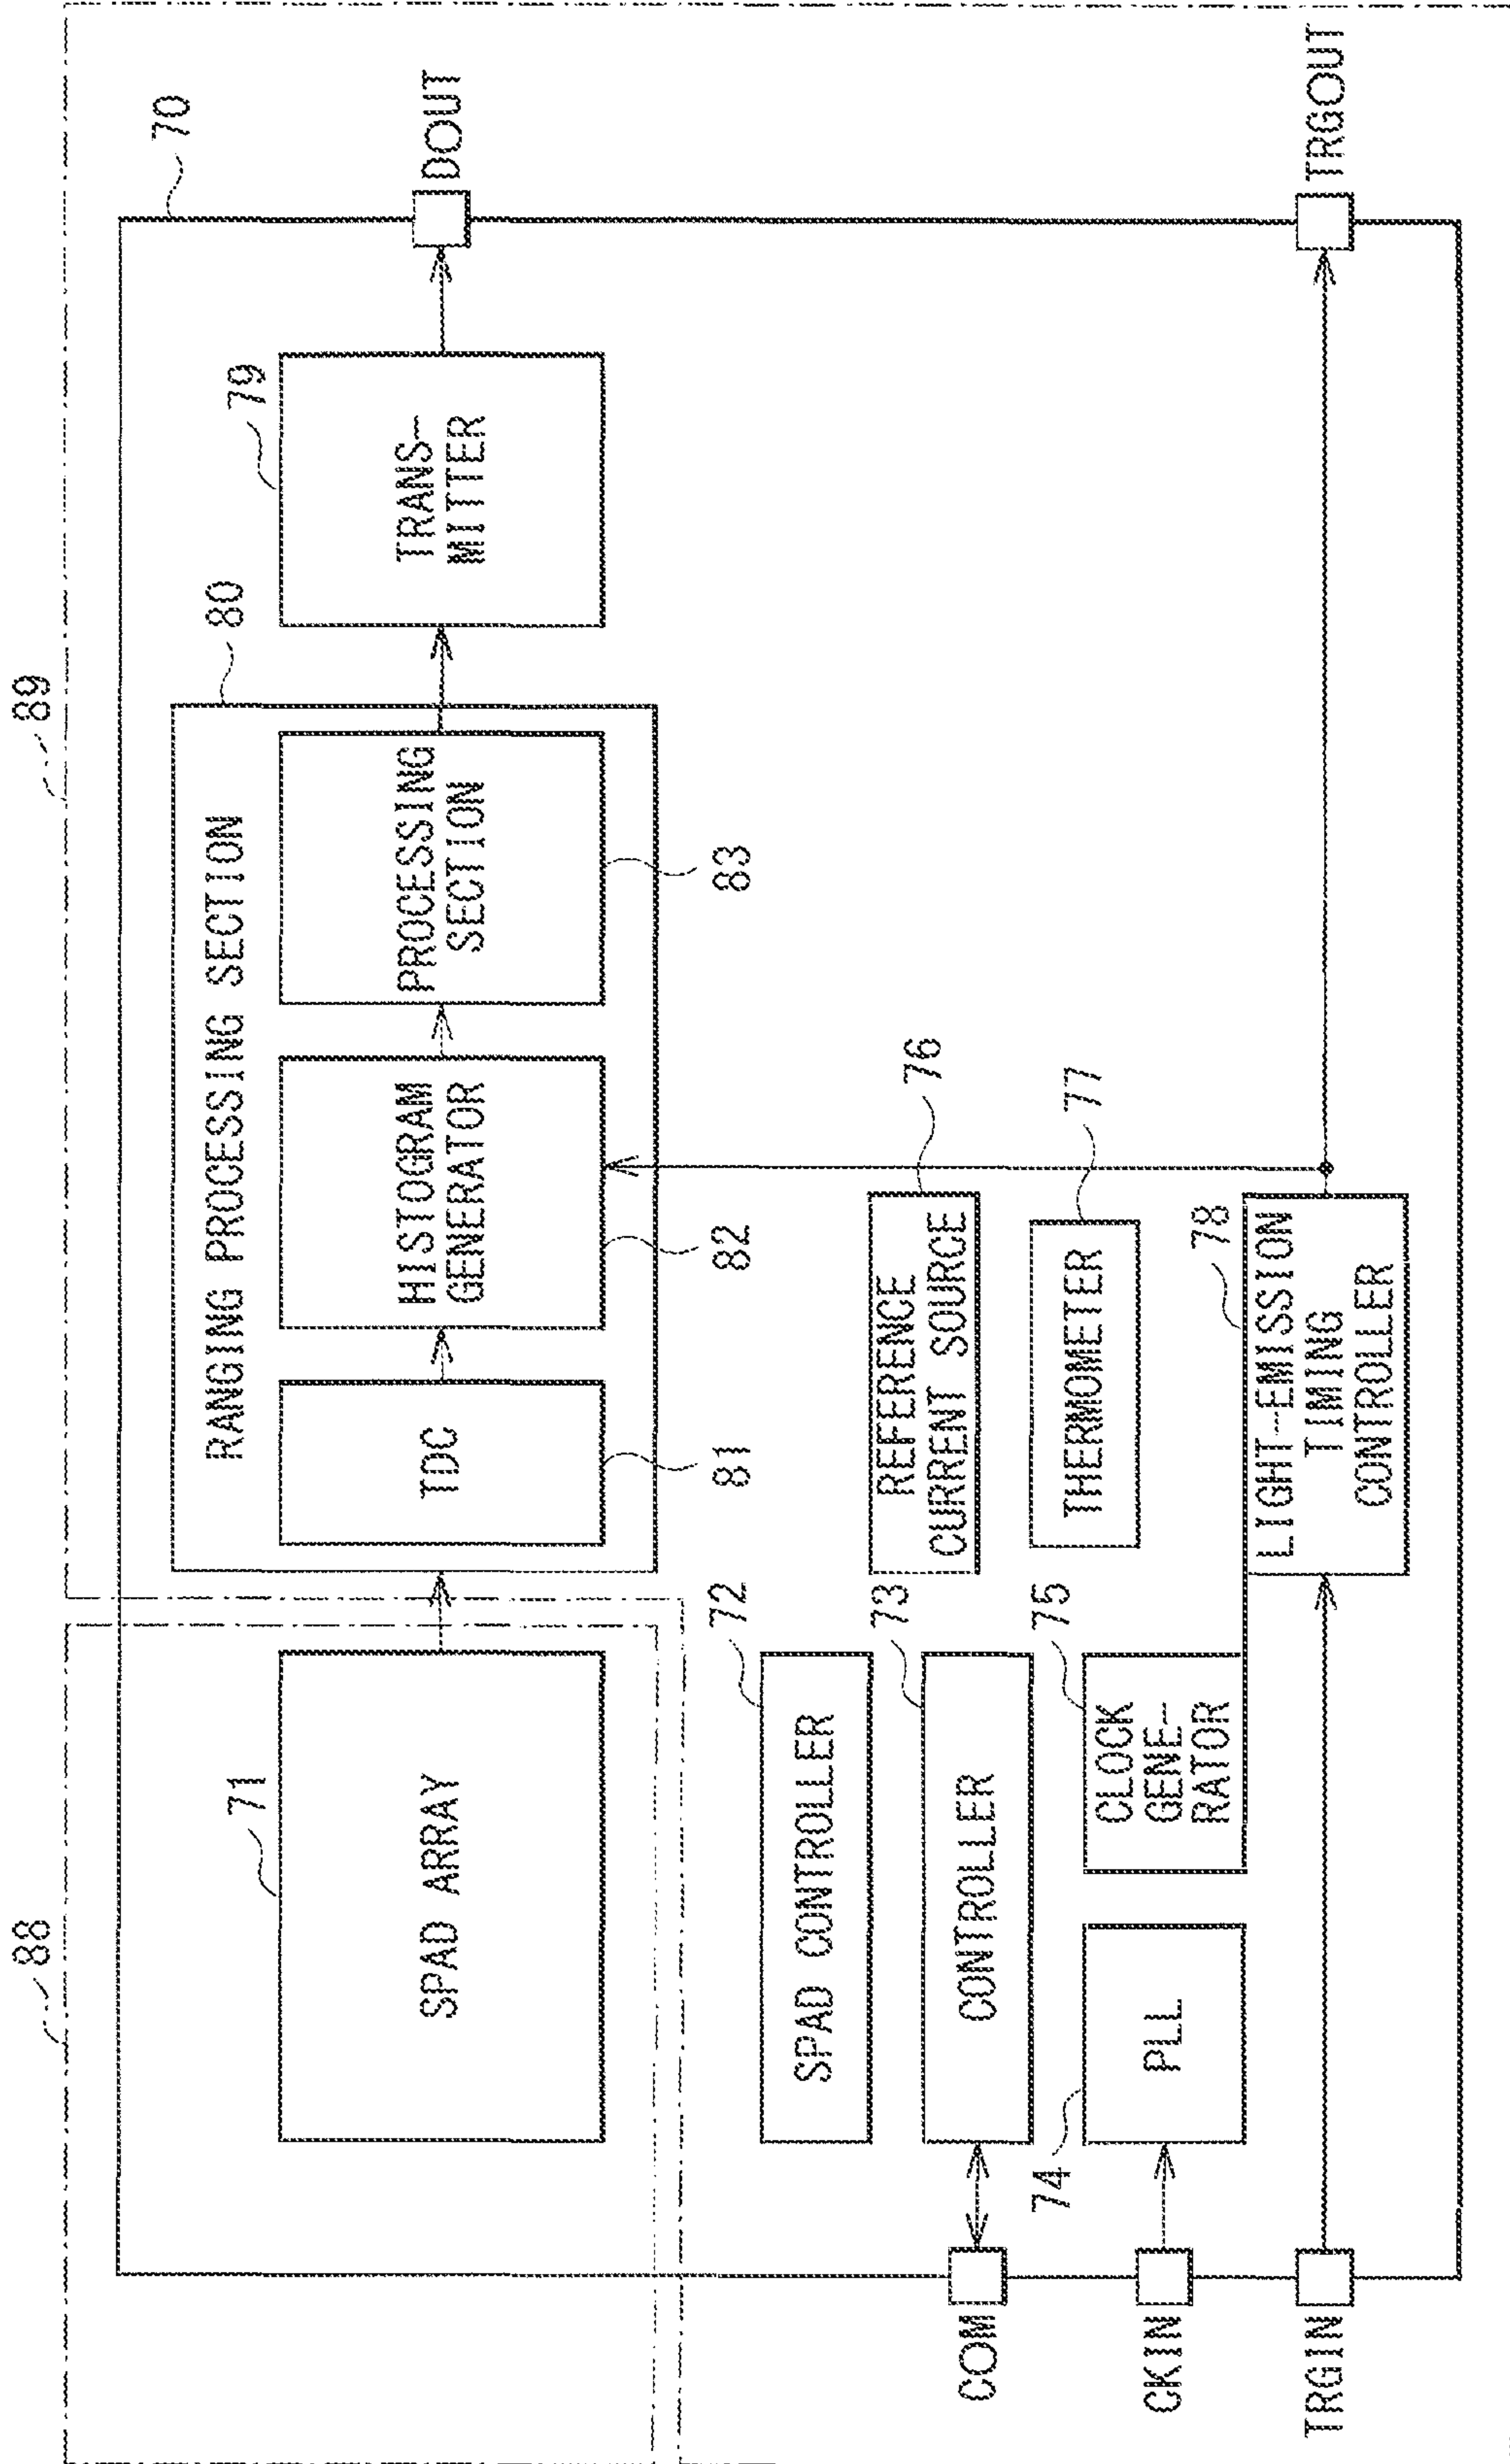 88
89
70
71
SPAD ARRAY
80
RANGING PROCESSING SECTION
TDC
81
HISTOGRAM
GENERATOR
82
PROCESSING
SECTION
83
79
TRANS-
MITTER
DOUT
72
SPAD CONTROLLER
73
CONTROLLER
COM
74
PLL
CKIN
75
CLOCK
GENE-
RATOR
76
REFERENCE
CURRENT SOURCE
77
THERMOMETER
78
LIGHT-EMISSION
TIMING
CONTROLLER
TRGIN
TRGOUT